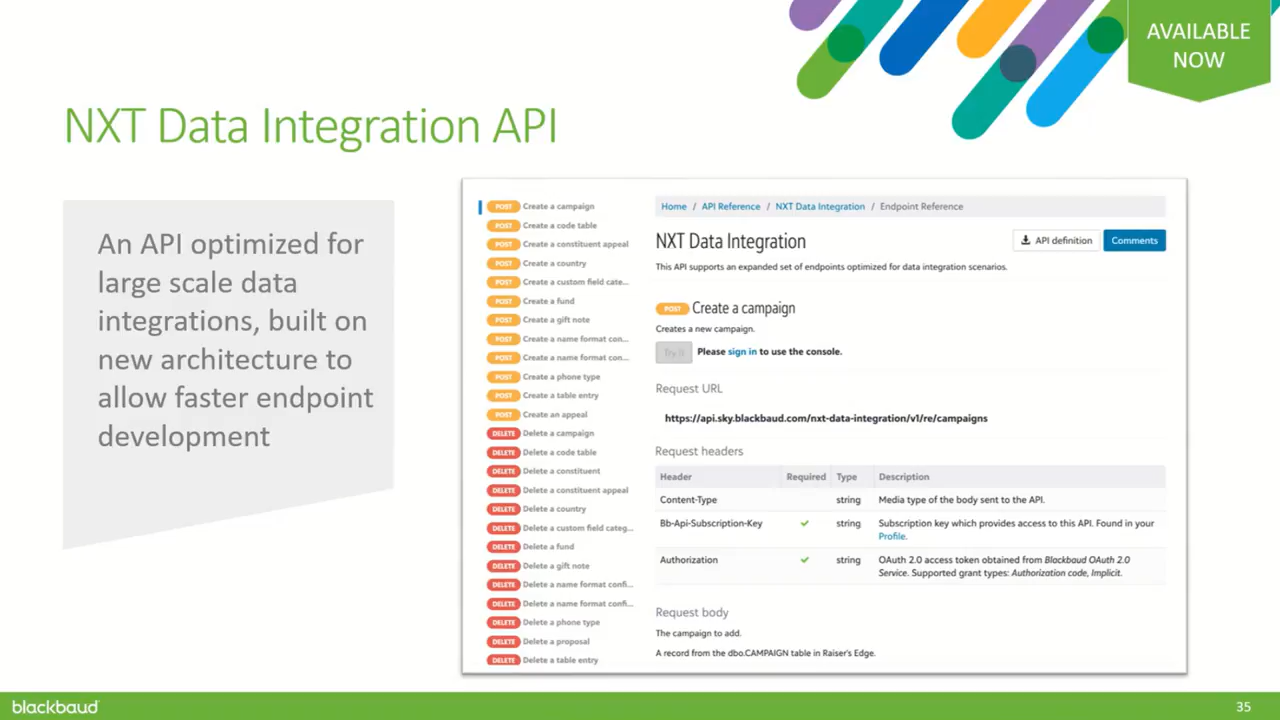 AVAILABLE
NOW
NXT Data Integration API
An API optimized for
large scale data
integrations, built on
new architecture to
allow faster endpoint
development
POST Create a campaign
POST Create a code table
POST Create a constituent appeal
POST Create a country
POST Create a custom field cate...
POST Create a fund
POST Create a gift note
POST Create a name format con...
POST Create a name format con...
POST Create a phone type
POST Create a table entry
POST Create an appeal
DELETE Delete a campaign
DELETE Delete a code table
DELETE Delete a constituent
DELETE Delete a constituent appeal
DELETE Delete a country
DELETE Delete a custom field categ...
DELETE Delete a fund
DELETE Delete a gift note
DELETE Delete a name format confi...
DELETE Delete a name format confi...
DELETE Delete a phone type
DELETE Delete a proposal
DELETE Delete a table entry
Home / API Reference / NXT Data Integration / Endpoint Reference
NXT Data Integration
API definition
Comments
This API supports an expanded set of endpoints optimized for data integration scenarios.
POST Create a campaign
Creates a new campaign.
Try it Please sign in to use the console.
Request URL
https://api.sky.blackbaud.com/nxt-data-integration/v1/re/campaigns
Request headers
Header Required Type Description
Content-Type string Media type of the body sent to the API.
Bb-Api-Subscription-Key ✓ string Subscription key which provides access to this API. Found in your
Profile.
Authorization ✓ string OAuth 2.0 access token obtained from Blackbaud OAuth 2.0
Service. Supported grant types: Authorization code, Implicit.
Request body
The campaign to add.
A record from the dbo.CAMPAIGN table in Raiser's Edge.
blackbaud
35